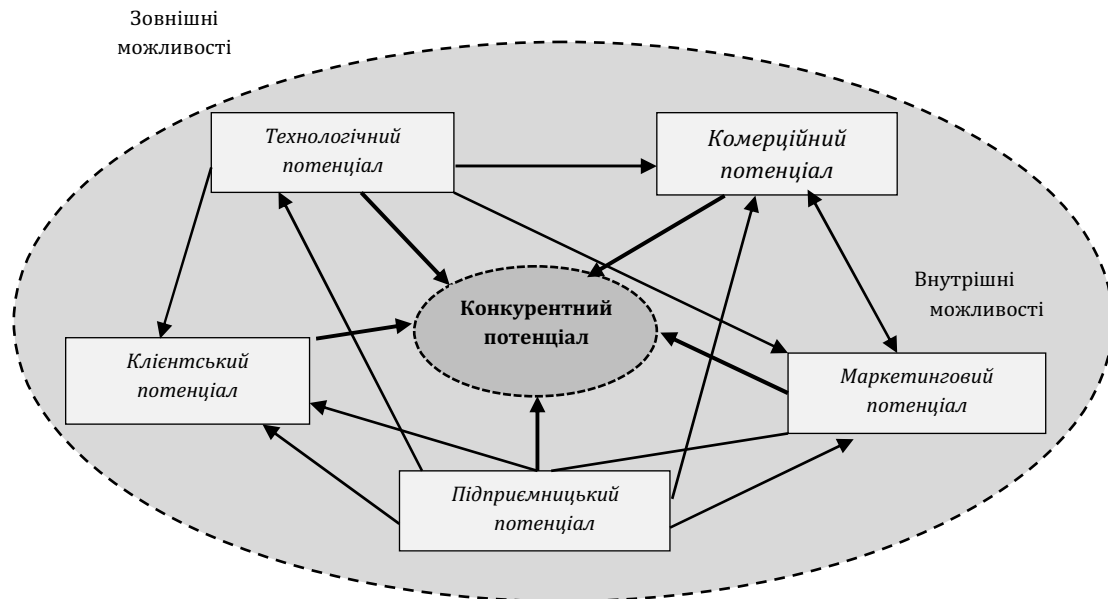 Зовнішні
можливості
Технологічний
потенціал
Комерційний
потенціал
Внутрішні
можливості
Конкурентний
потенціал
Клієнтський
потенціал
Маркетинговий
потенціал
Підприємницький
потенціал